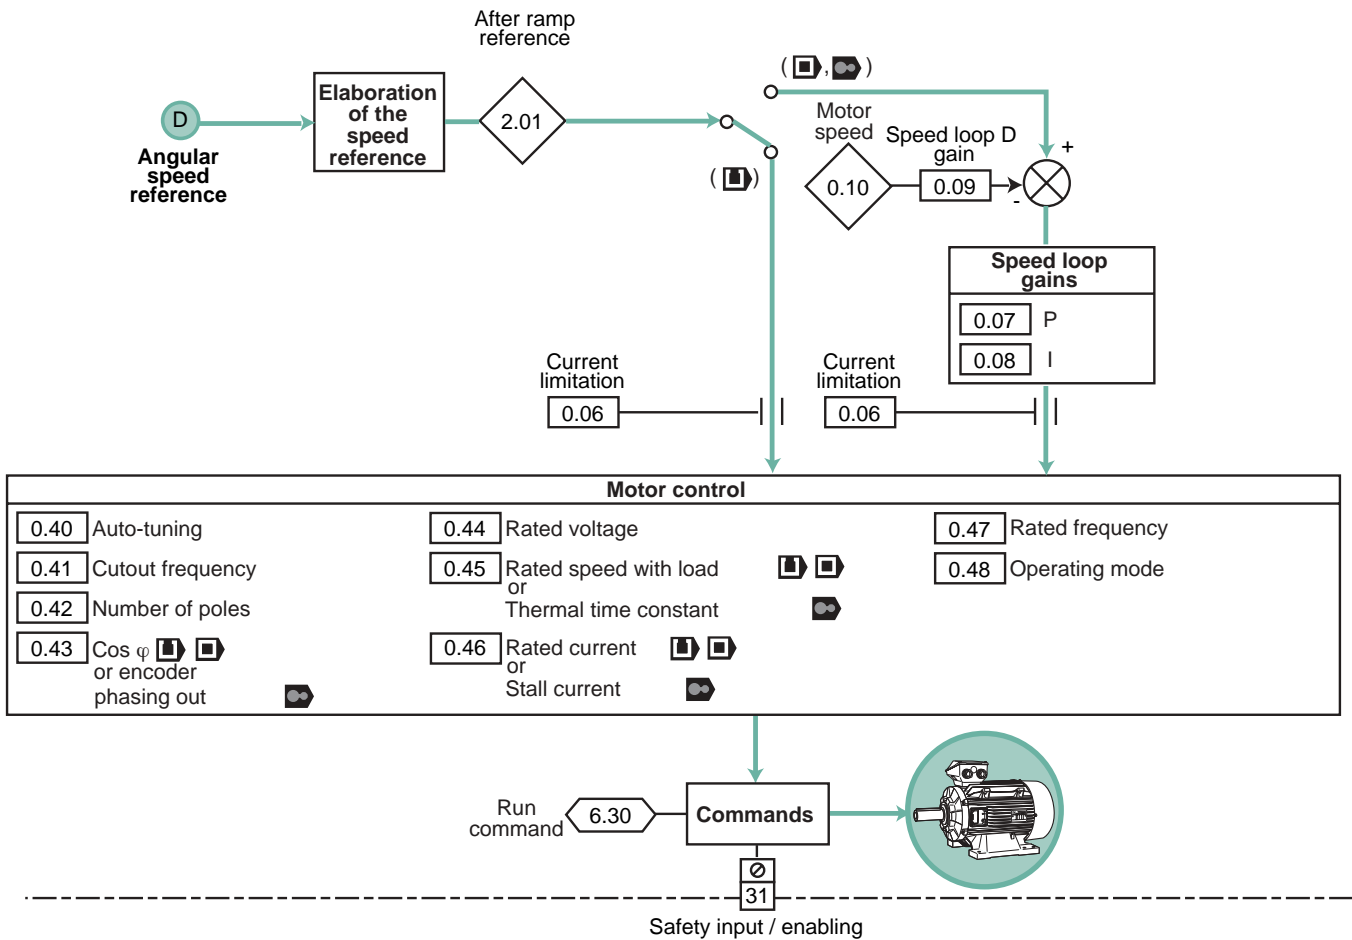 After ramp
reference
D
Angular
speed
reference
Elaboration
of the
speed
reference
2.01
( , )
( )
Motor
speed
0.10
Speed loop D
gain
0.09
+
-
Speed loop
gains
0.07 P
0.08 I
Current
limitation
0.06
Current
limitation
0.06
Motor control
0.40 Auto-tuning
0.41 Cutout frequency
0.42 Number of poles
0.43 Cos φ
or encoder
phasing out
0.44 Rated voltage
0.45 Rated speed with load
or
Thermal time constant
0.46 Rated current
or
Stall current
0.47 Rated frequency
0.48 Operating mode
Run
command
6.30
Commands
31
Safety input / enabling